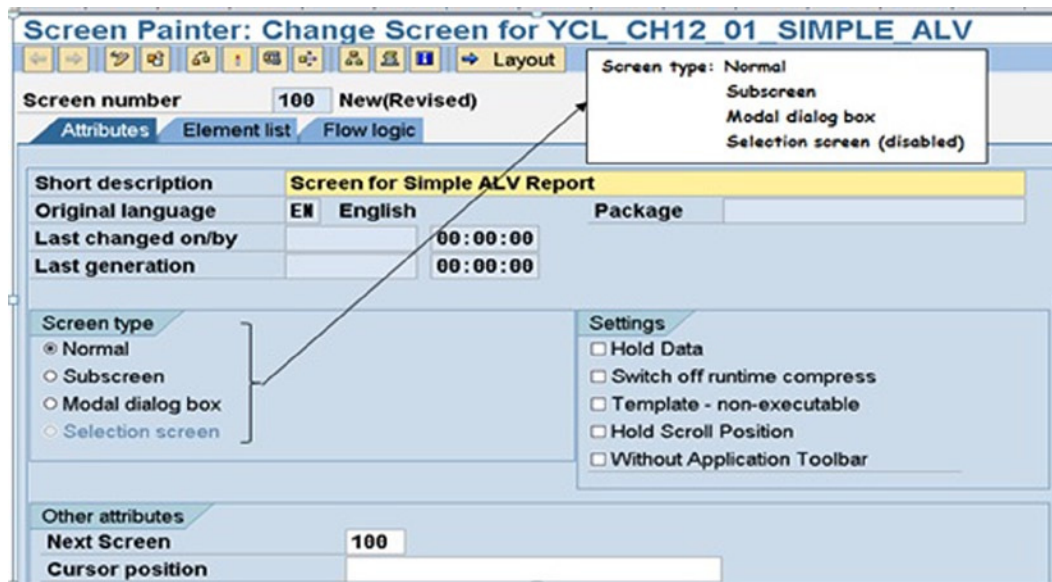 Screen Painter: Change Screen for YCL_CH12_01_SIMPLE_ALV
Layout
Screen number 100 New(Revised)
Attributes Element list Flow logic
Screen type: Normal
Subscreen
Modal dialog box
Selection screen (disabled)
Short description Screen for Simple ALV Report
Original language EN English Package
Last changed on/by 00:00:00
Last generation 00:00:00
Screen type
Normal
Subscreen
Modal dialog box
Selection screen
Settings
Hold Data
Switch off runtime compress
Template - non-executable
Hold Scroll Position
Without Application Toolbar
Other attributes
Next Screen 100
Cursor position